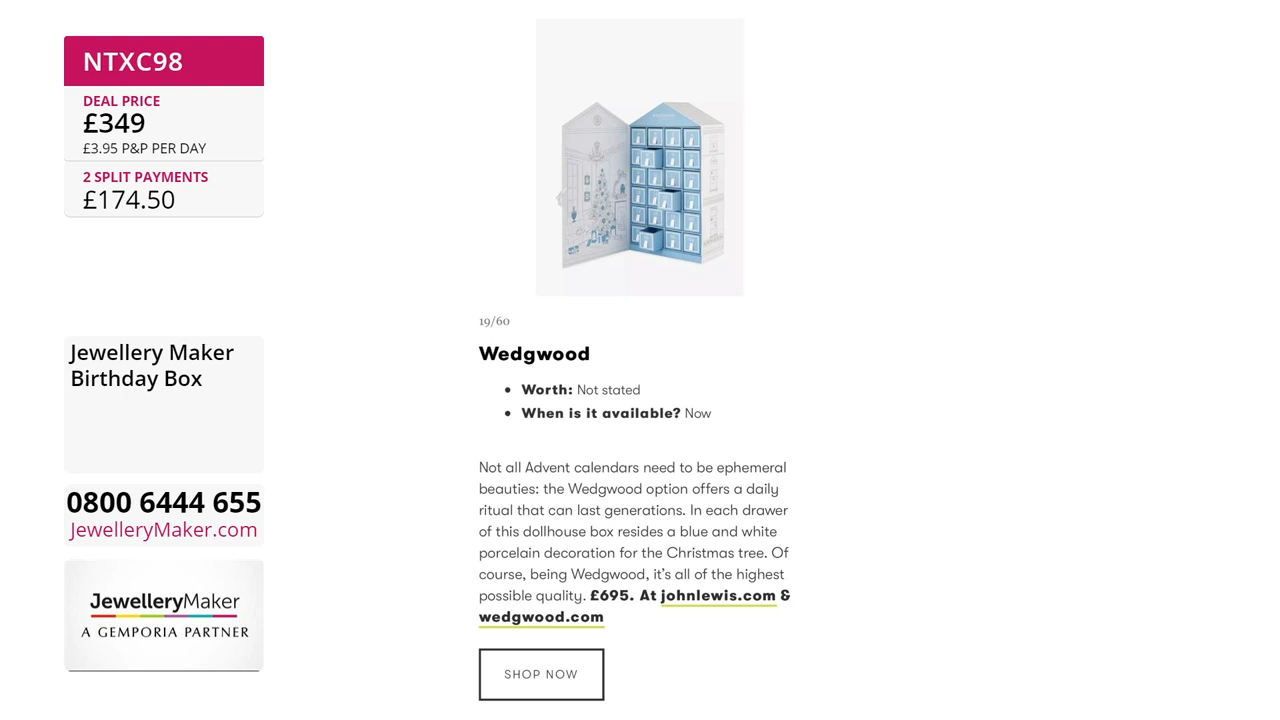 NTXC98
DEAL PRICE
£349
£3.95 P&P PER DAY
2 SPLIT PAYMENTS
£174.50
Jewellery Maker
Birthday Box
0800 6444 655
JewelleryMaker.com
JewelleryMaker
A GEMPORIA PARTNER
19/60
Wedgwood
• Worth: Not stated
• When is it available? Now
Not all Advent calendars need to be ephemeral
beauties: the Wedgwood option offers a daily
ritual that can last generations. In each drawer
of this dollhouse box resides a blue and white
porcelain decoration for the Christmas tree. Of
course, being Wedgwood, it's all of the highest
possible quality. £695. At johnlewis.com &
wedgwood.com
SHOP NOW